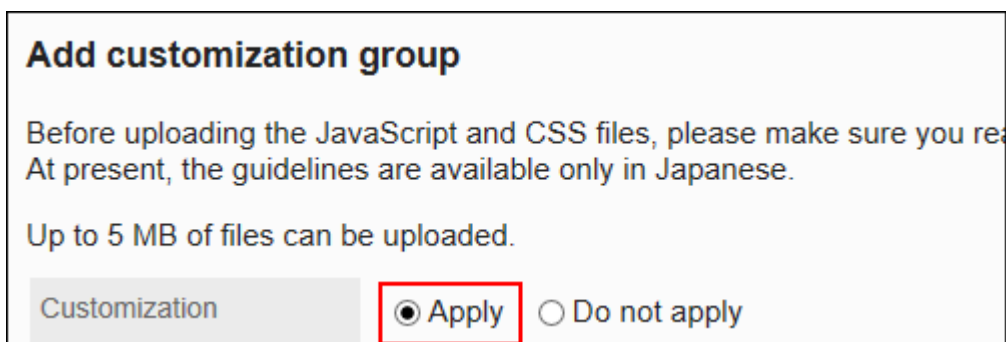 Add customization group
Before uploading the JavaScript and CSS files, please make sure you
At present, the guidelines are available only in Japanese.
Up to 5 MB of files can be uploaded.
Customization Apply Do not apply